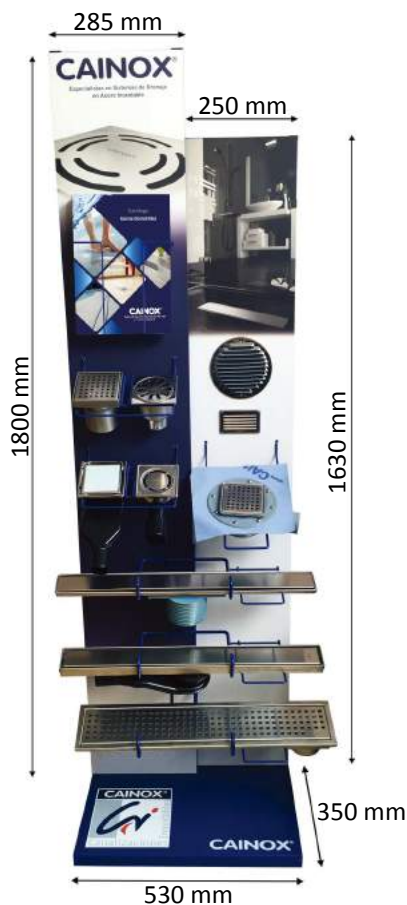 285 mm
CAINOX®
Especialistas en Sistemas de Drenaje
en Acero Inoxidable
250 mm
CAINOX®
1800 mm
1630 mm
CAINOX®
CAINOX®
350 mm
530 mm